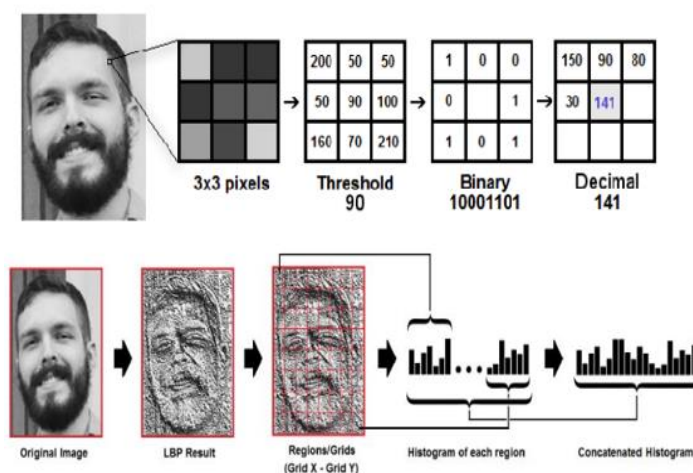 200 50 50
50 90 100
160 70 210
1 0 0
0 1
1 0 1
150 90 80
30 141
3x3 pixels
Threshold
90
Binary
10001101
Decimal
141
Original Image
LBP Result
Regions/Grids
(Grid X - Grid Y)
Histogram of each region
Concatenated Histogram